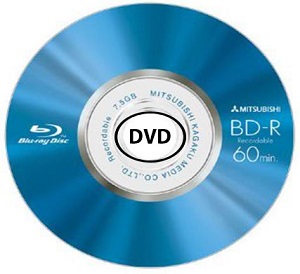 Recordable 7.5GB MITSUBISHI KAGAKU MEDIA CO.,LTD.
DVD
Blu-ray Disc
MITSUBISHI
BD-R
Recordable
60min.